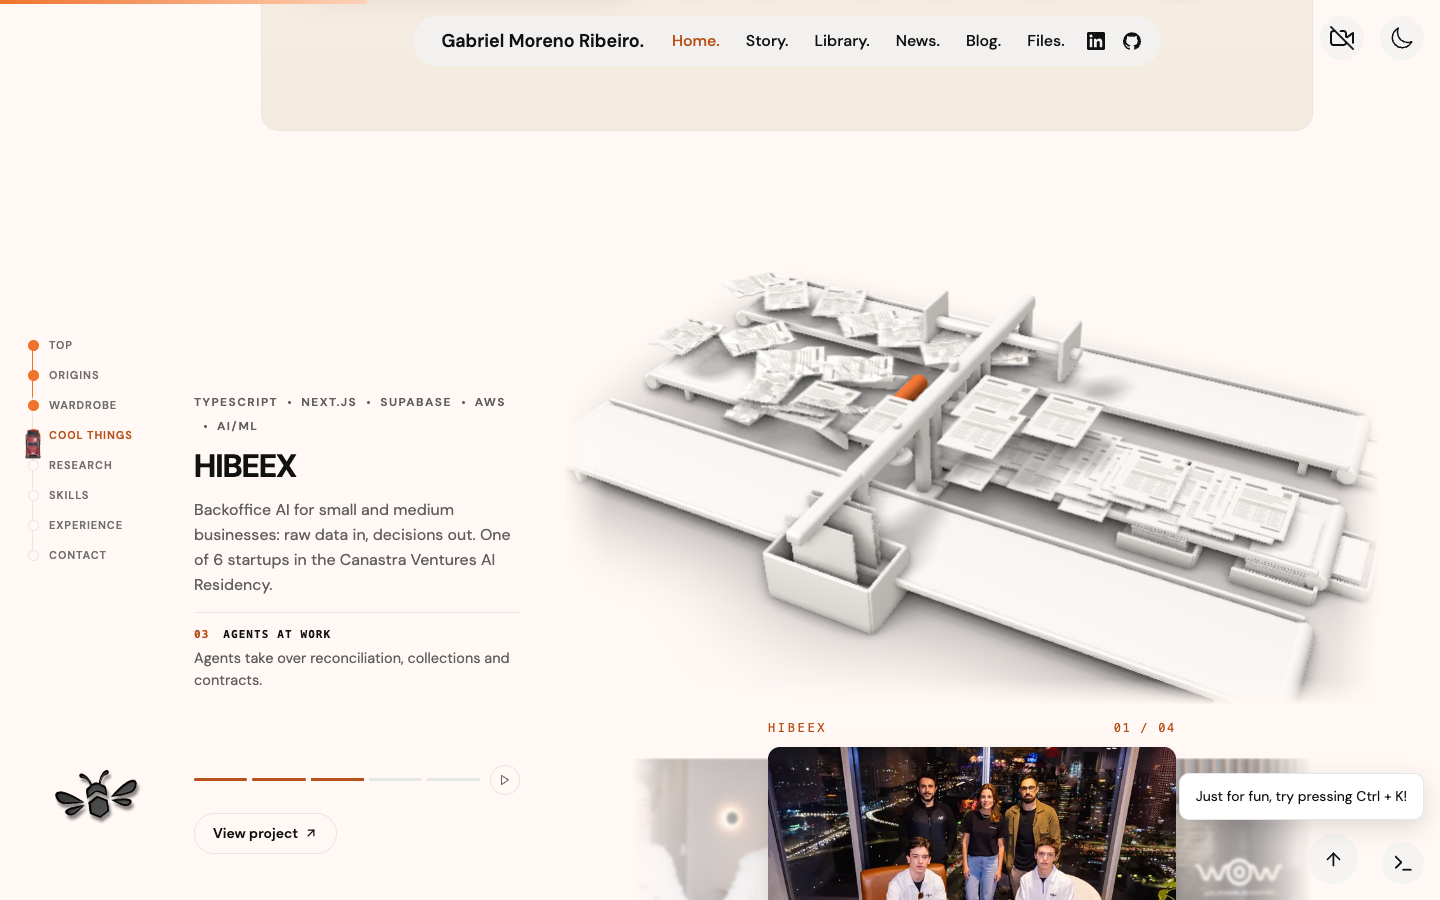 Gabriel Moreno Ribeiro.
Home.
Story.
Library.
News.
Blog.
Files.
TOP
ORIGINS
WARDROBE
COOL THINGS
RESEARCH
SKILLS
EXPERIENCE
CONTACT
TYPESCRIPT • NEXT.JS • SUPABASE • AWS
• AI/ML
HIBEEX
Backoffice AI for small and medium
businesses: raw data in, decisions out. One
of 6 startups in the Canastra Ventures AI
Residency.
03 AGENTS AT WORK
Agents take over reconciliation, collections and
contracts.
View project
HIBEEX
01 / 04
Just for fun, try pressing Ctrl + K!
WOW